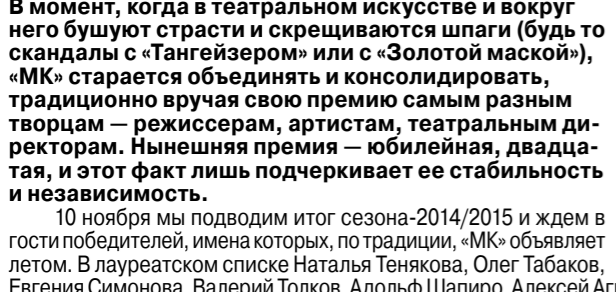 В момент, когда в театральном искусстве и вокруг
него бушуют страсти и скрещиваются шпаги (будь то
скандалы с «Тангейзером» или с «Золотой маской»),
«МК» старается объединять и консолидировать,
традиционно вручая свою премию самым разным
творцам — режиссерам, артистам, театральным ди-
ректорам. Нынешняя премия — юбилейная, двадца-
тая, и этот факт лишь подчеркивает ее стабильность
и независимость.
10 ноября мы подводим итог сезона-2014/2015 и ждем в
гости победителей, имена которых, по традиции, «МК» объявляет
летом. В лауреатском списке Наталья Тенякова, Олег Табаков,
Евгения Симонова, Валерий Толков, Адольф Шапиро, Алексей